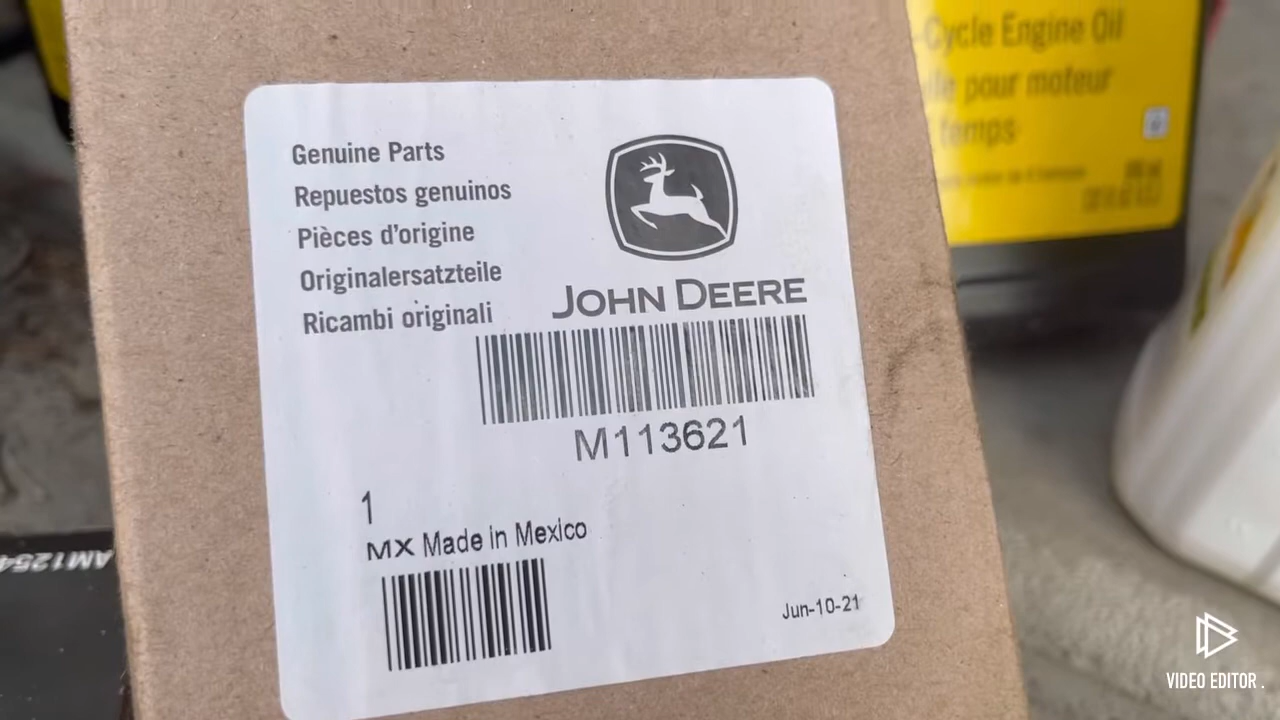 Genuine Parts
Repuestos genuinos
Pièces d'origine
Originalersatzteile
Ricambi originali
JOHN DEERE
M113621
1
MX Made in Mexico
Jun-10-21
-Cycle Engine Oil
pour moteur
temps
AM1254
VIDEO EDITOR .